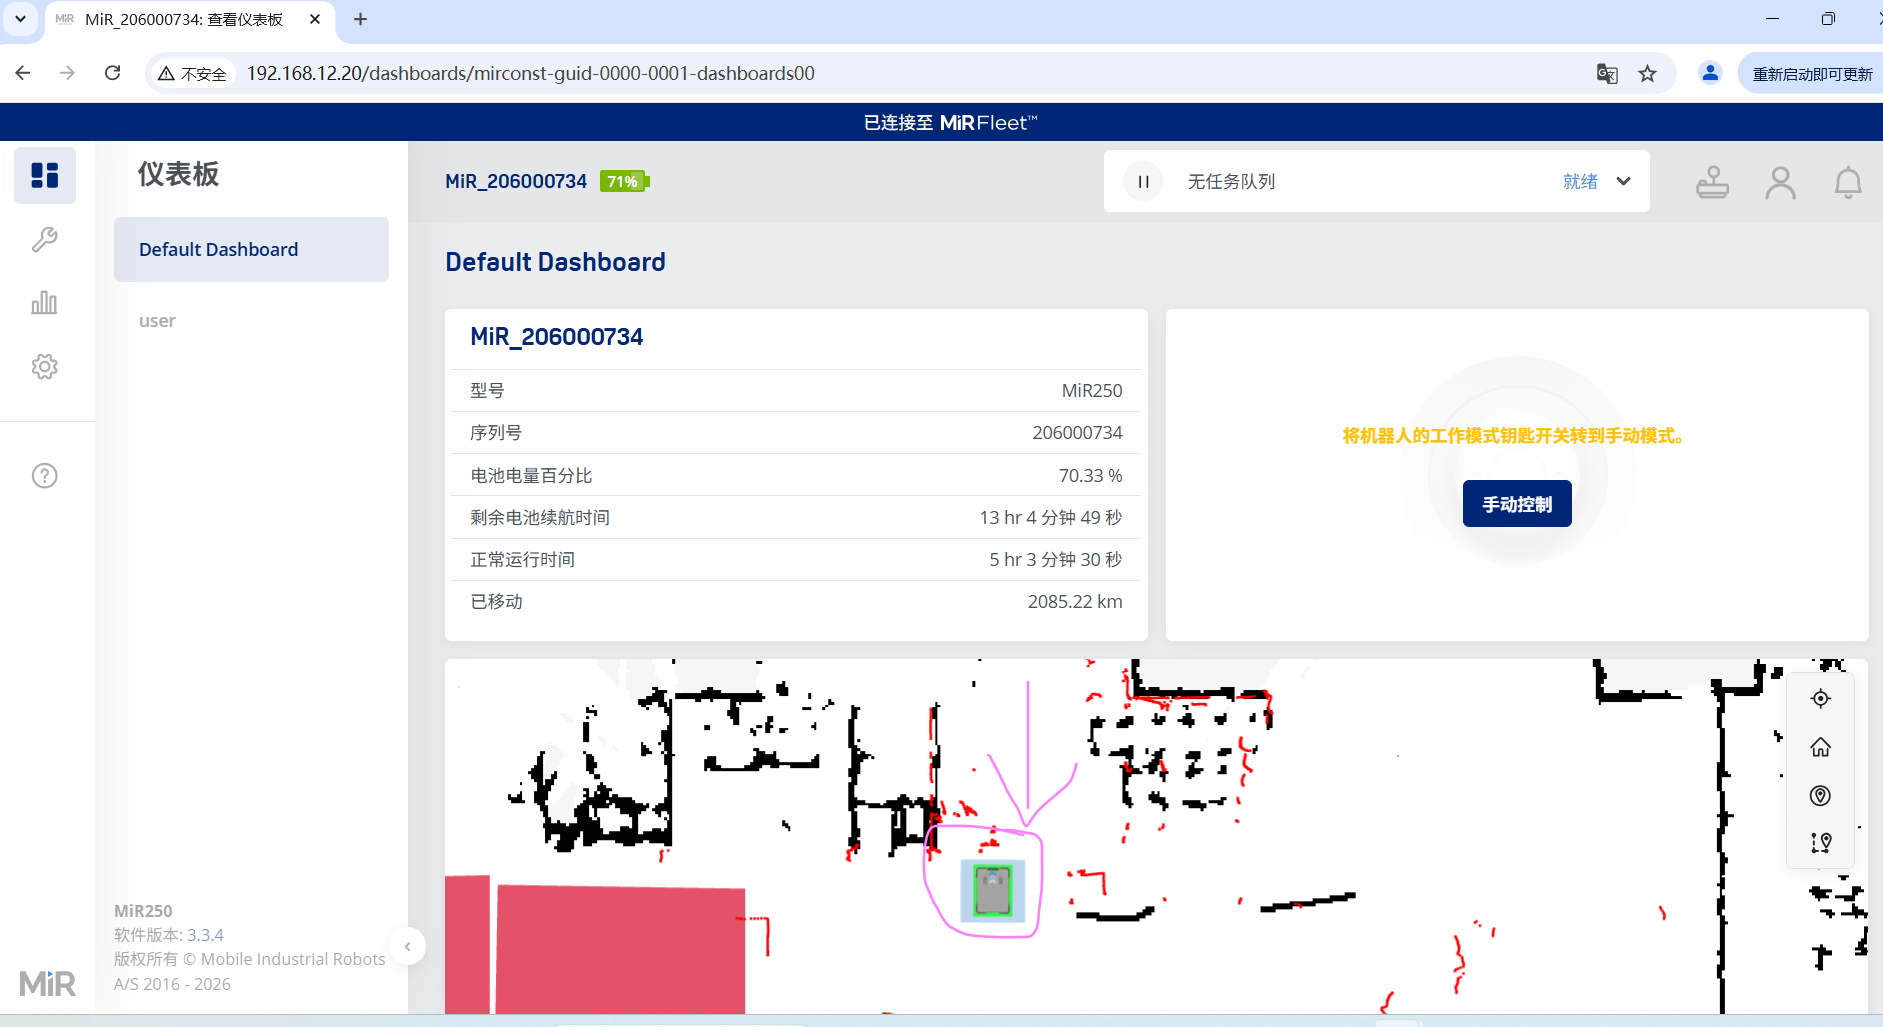 MiR_206000734: 查看仪表板
不安全
192.168.12.20/dashboards/mirconst-guid-0000-0001-dashboards00
重新启动即可更新
已连接至 MiR Fleet™
仪表板
Default Dashboard
user
MiR_206000734
71%
无任务队列
就绪
Default Dashboard
MiR_206000734
型号
MiR250
序列号
206000734
电池电量百分比
70.33 %
剩余电池续航时间
13 hr 4 分钟 49 秒
正常运行时间
5 hr 3 分钟 30 秒
已移动
2085.22 km
将机器人的工作模式钥匙开关转到手动模式。
手动控制
MiR250
软件版本: 3.3.4
版权所有 © Mobile Industrial Robots
A/S 2016 - 2026
MiR